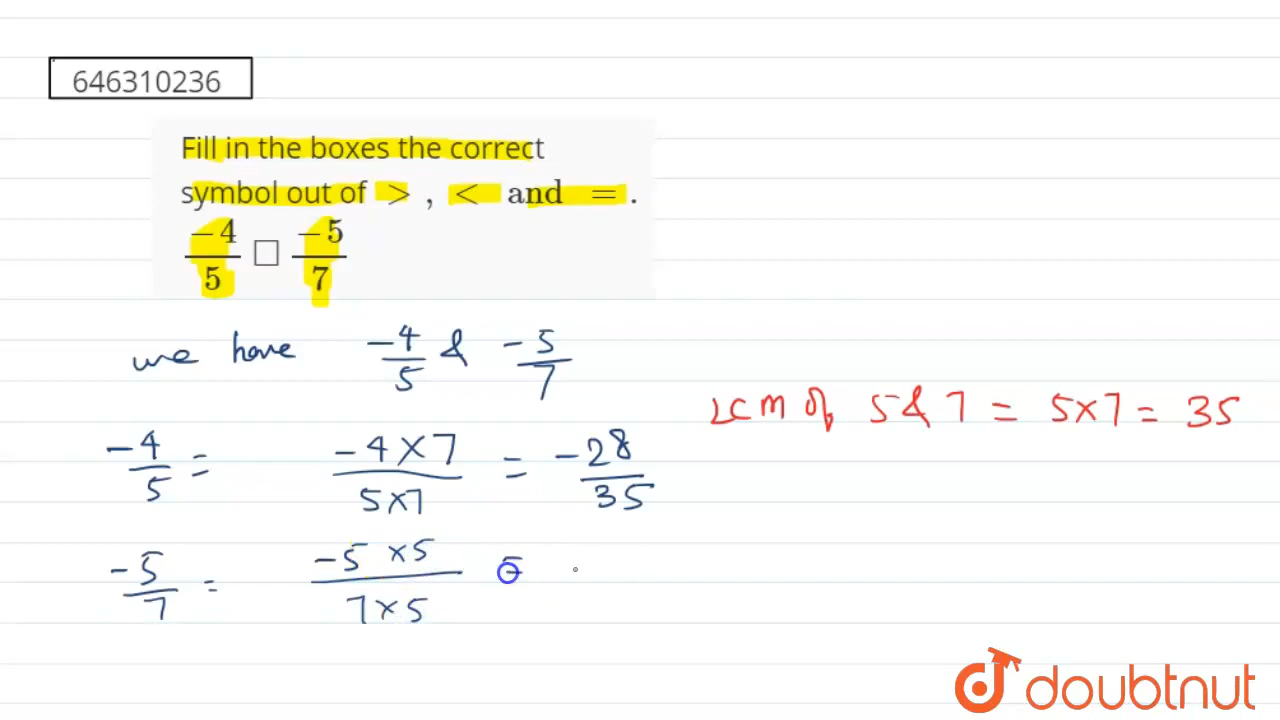 646310236
Fill in the boxes the correct
symbol out of > , < and = .
-4/5 □ -5/7
we have -4/5 & -5/7
LCM of 5 & 7 = 5×7 = 35
-4/5 = -4×7/5×7 = -28/35
-5/7 = -5×5/7×5 =
doubtnut